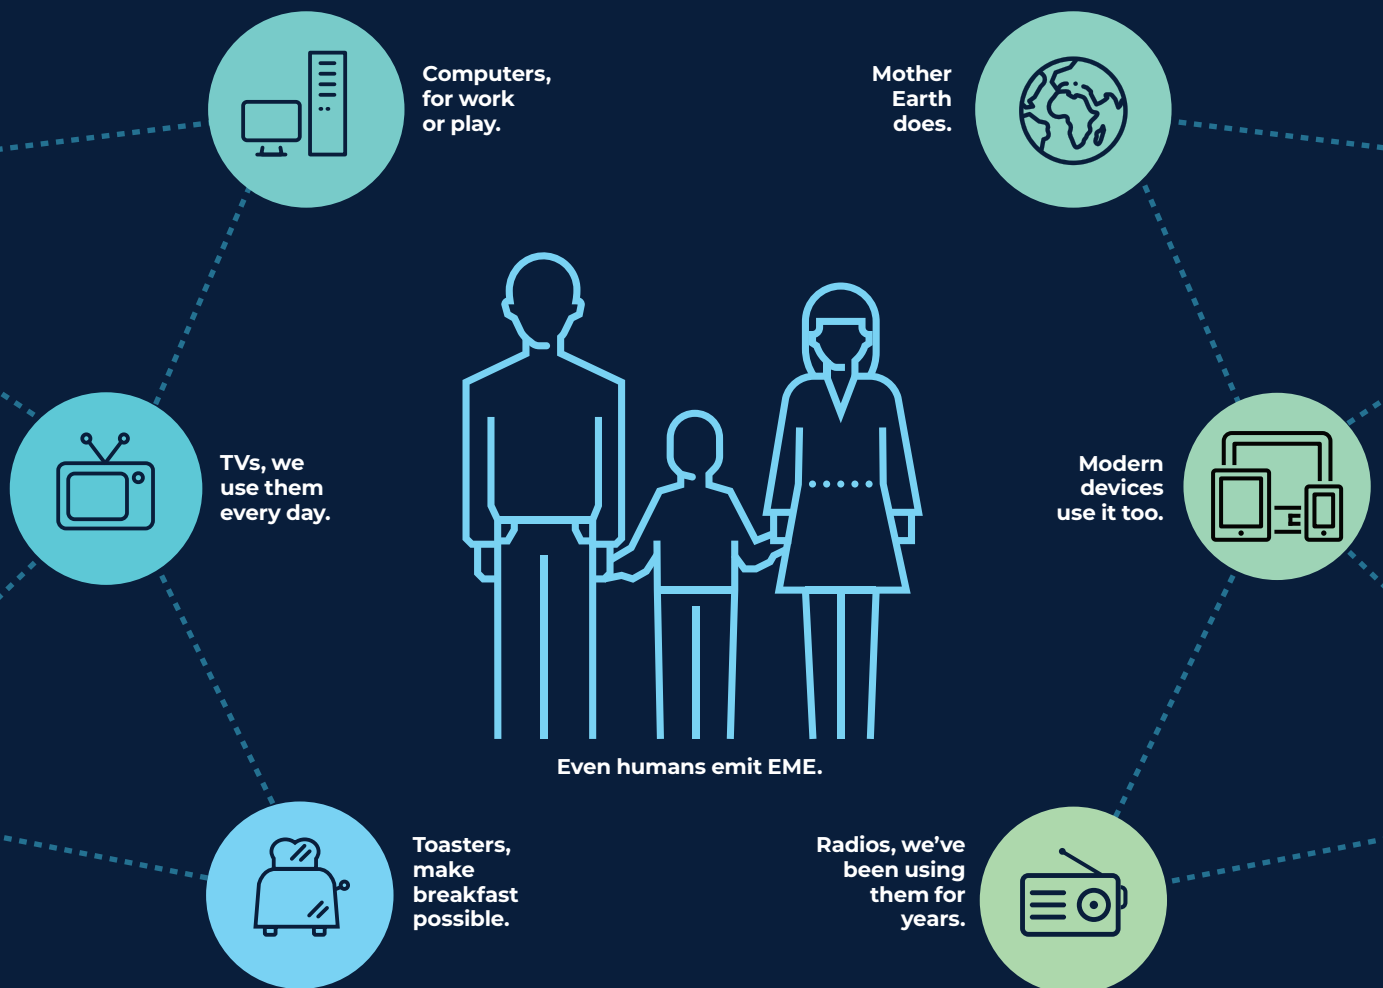 Computers,
for work
or play.
Mother
Earth
does.
TVs, we
use them
every day.
Modern
devices
use it too.
Even humans emit EME.
Toasters,
make
breakfast
possible.
Radios, we’ve
been using
them for
years.